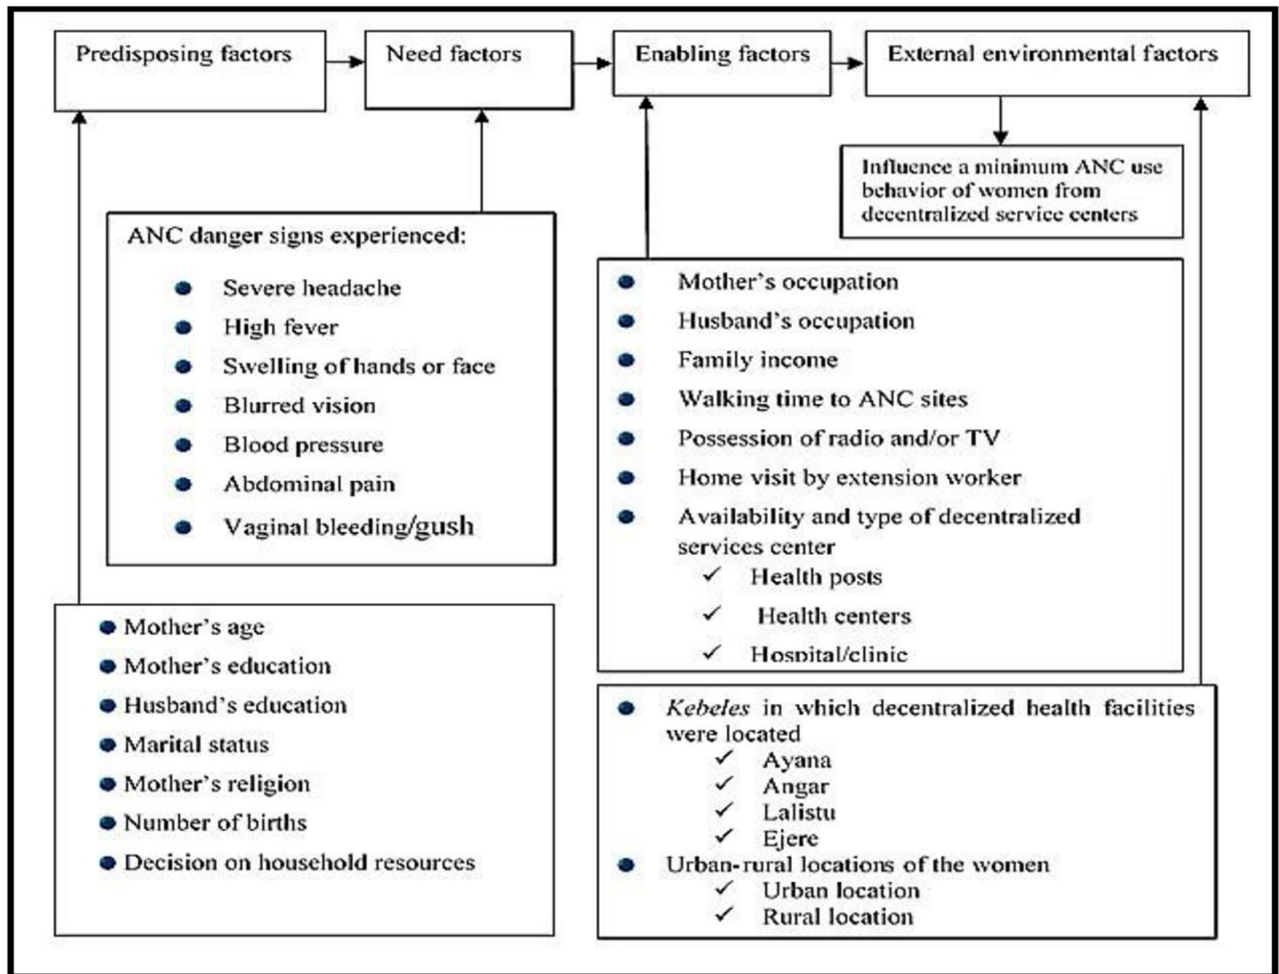 Predisposing factors
Need factors
Enabling factors
External environmental factors
Influence a minimum ANC use
behavior of women from
decentralized service centers
ANC danger signs experienced:
Severe headache
High fever
Swelling of hands or face
Blurred vision
Blood pressure
Abdominal pain
Vaginal bleeding/gush
Mother's occupation
Husband's occupation
Family income
Walking time to ANC sites
Possession of radio and/or TV
Home visit by extension worker
Availability and type of decentralized
services center
✓ Health posts
✓ Health centers
✓ Hospital/clinic
Mother's age
Mother's education
Husband's education
Marital status
Mother's religion
Number of births
Decision on household resources
Kebeles in which decentralized health facilities
were located
✓ Ayana
✓ Angar
✓ Lalistu
✓ Ejere
Urban-rural locations of the women
✓ Urban location
✓ Rural location